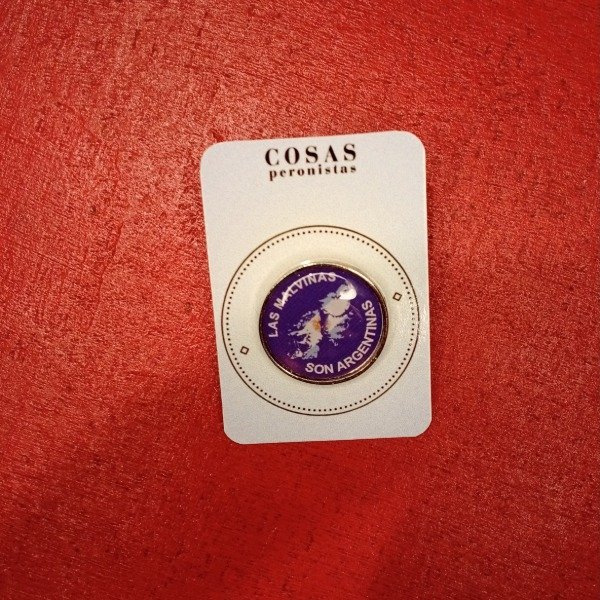 COSAS
peronistas
LAS MALVINAS
SON ARGENTINAS